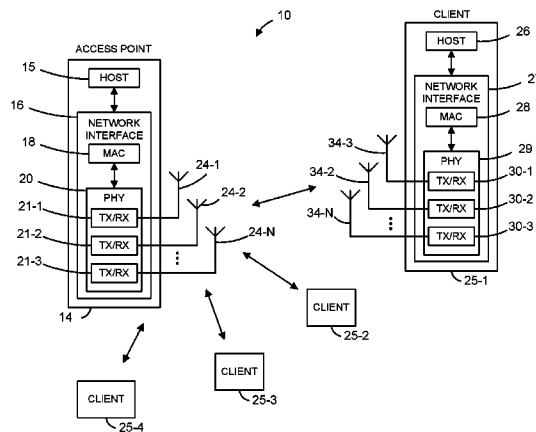 10
ACCESS POINT
15
HOST
16
NETWORK
INTERFACE
18
MAC
20
PHY
21-1
TX/RX
21-2
TX/RX
21-3
TX/RX
14
24-1
24-2
24-N
CLIENT
HOST
26
27
NETWORK
INTERFACE
MAC
28
29
PHY
34-3
TX/RX
30-1
34-2
TX/RX
30-2
34-N
TX/RX
30-3
25-1
CLIENT
25-2
CLIENT
25-3
CLIENT
25-4